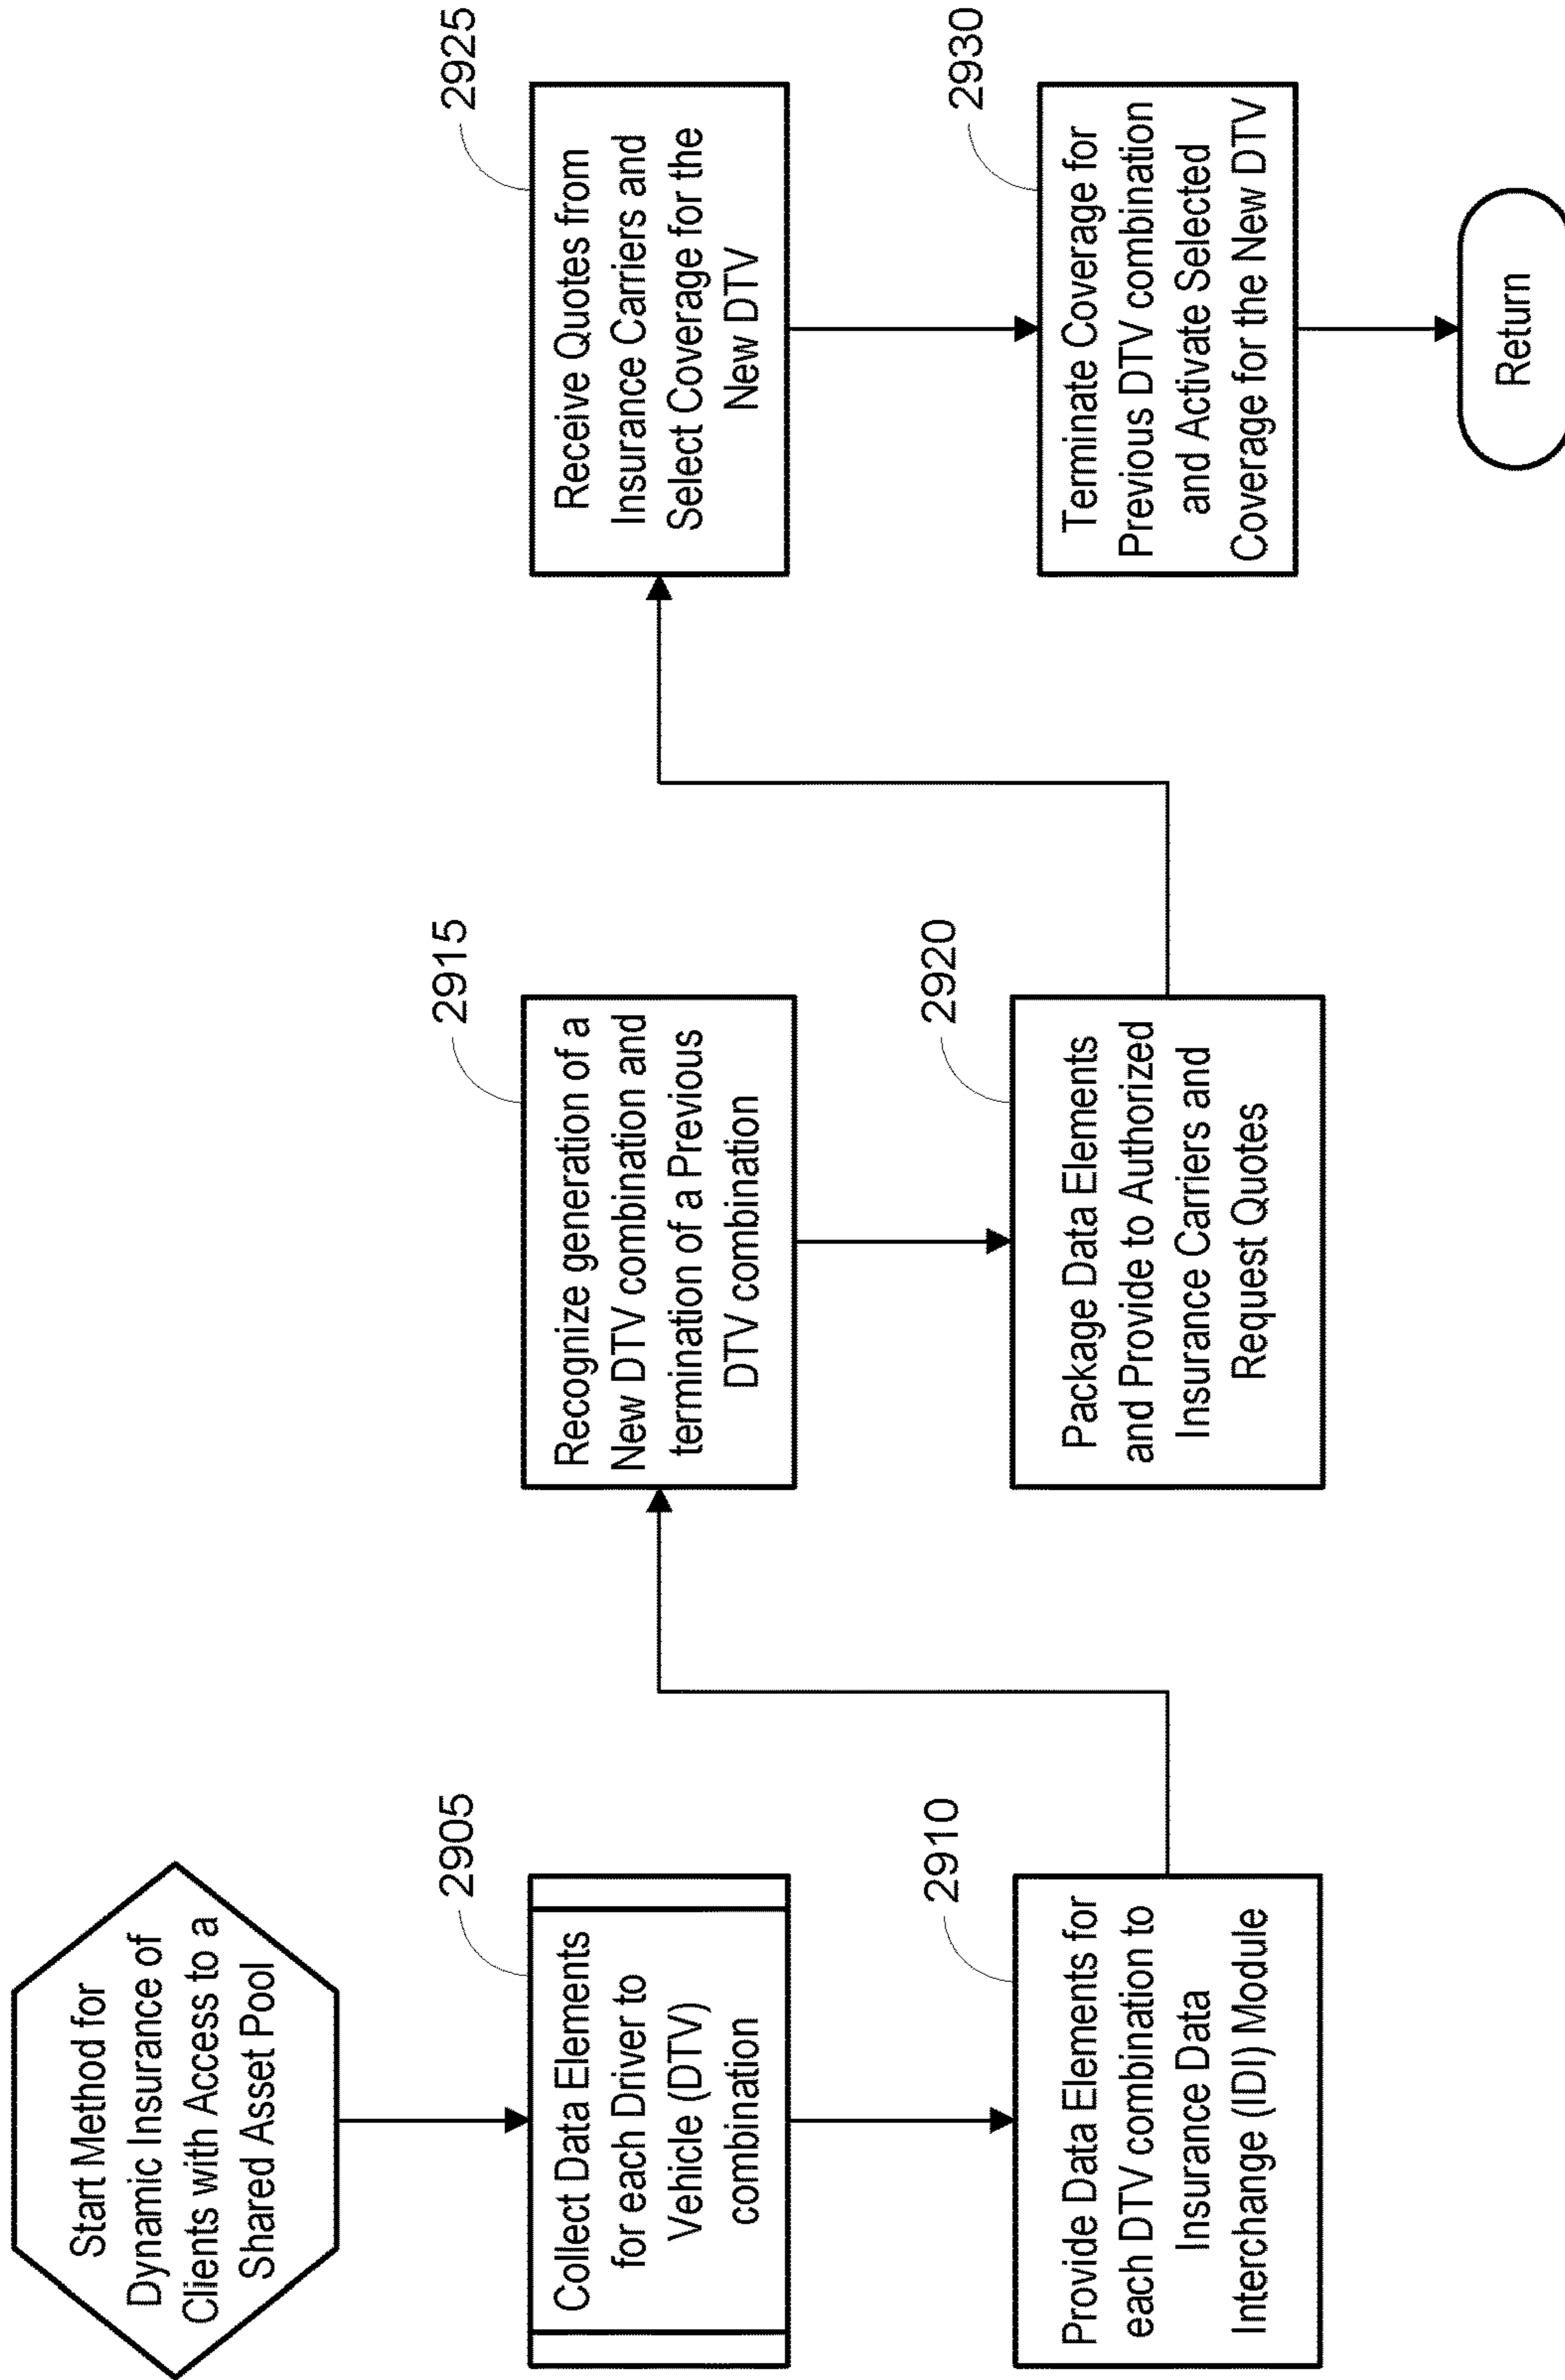 Start Method for
Dynamic Insurance of
Clients with Access to a
Shared Asset Pool
2905
Collect Data Elements
for each Driver to
Vehicle (DTV)
combination
2910
Provide Data Elements for
each DTV combination to
Insurance Data
Interchange (IDI) Module
2915
Recognize generation of a
New DTV combination and
termination of a Previous
DTV combination
2920
Package Data Elements
and Provide to Authorized
Insurance Carriers and
Request Quotes
2925
Receive Quotes from
Insurance Carriers and
Select Coverage for the
New DTV
2930
Terminate Coverage for
Previous DTV combination
and Activate Selected
Coverage for the New DTV
Return